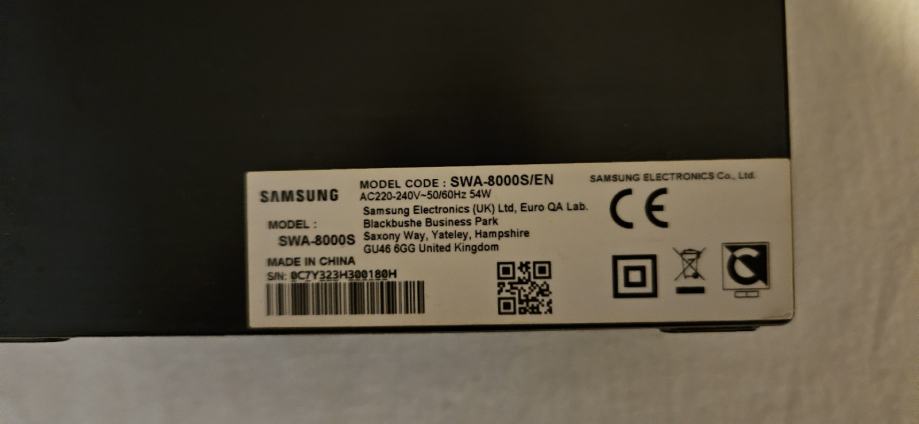 SAMSUNG
MODEL CODE : SWA-8000S/EN
AC220-240V~50/60Hz 54W
Samsung Electronics (UK) Ltd, Euro QA Lab.
Blackbushe Business Park
Saxony Way, Yateley, Hampshire
GU46 6GG United Kingdom
MODEL :
SWA-8000S
MADE IN CHINA
S/N: 0C7Y323H300180H
SAMSUNG ELECTRONICS Co., Ltd.
CE